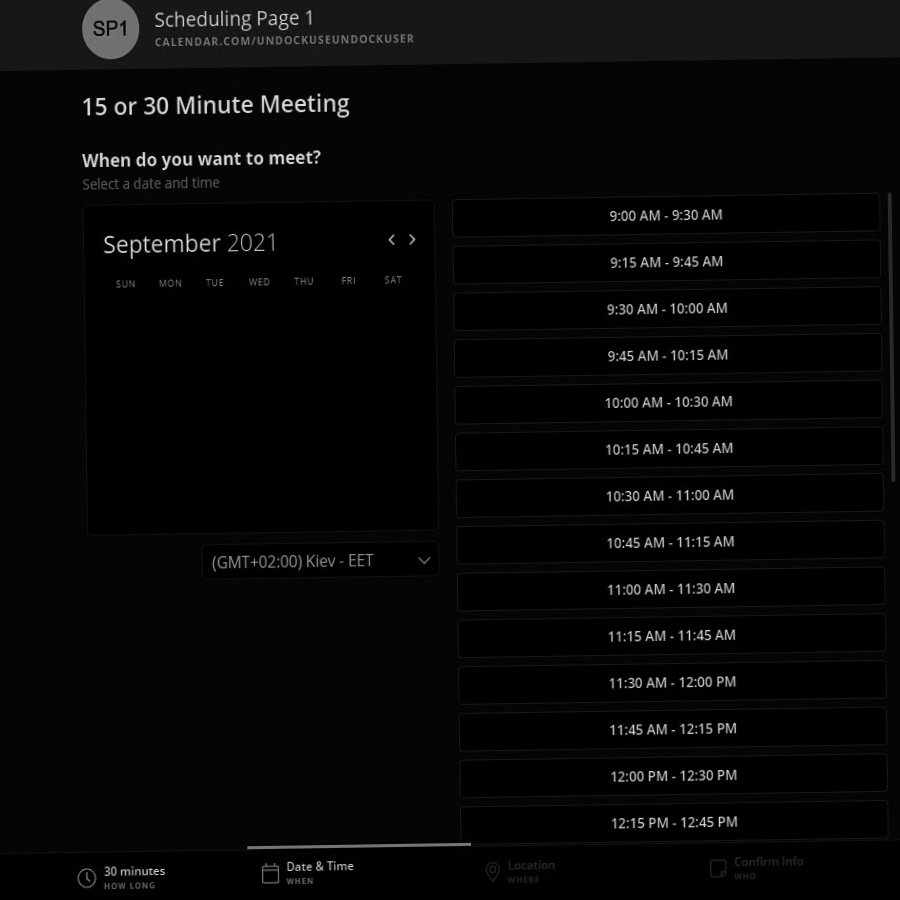 SP1
Scheduling Page 1
CALENDAR.COM/UNDOCKUSEUNDOCKUSER
15 or 30 Minute Meeting
When do you want to meet?
Select a date and time
September 2021
SUN MON TUE WED THU FRI SAT
(GMT+02:00) Kiev - EET
9:00 AM - 9:30 AM
9:15 AM - 9:45 AM
9:30 AM - 10:00 AM
9:45 AM - 10:15 AM
10:00 AM - 10:30 AM
10:15 AM - 10:45 AM
10:30 AM - 11:00 AM
10:45 AM - 11:15 AM
11:00 AM - 11:30 AM
11:15 AM - 11:45 AM
11:30 AM - 12:00 PM
11:45 AM - 12:15 PM
12:00 PM - 12:30 PM
12:15 PM - 12:45 PM
30 minutes
HOW LONG
Date & Time
WHEN
Location
WHERE
Confirm Info
WHO